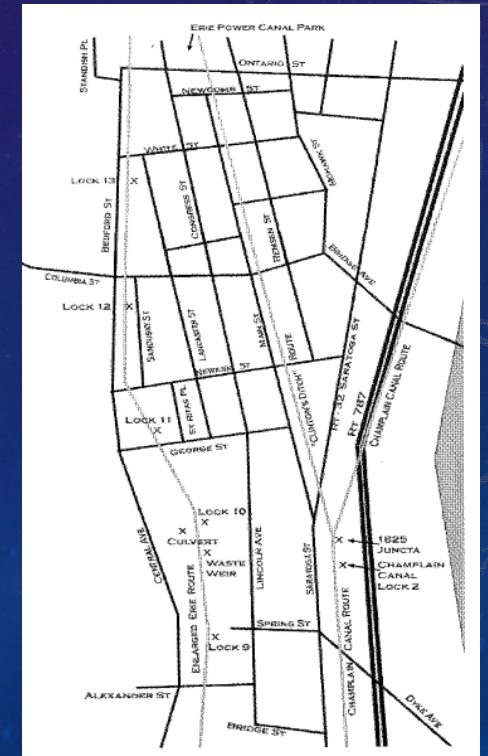 ERIE POWER CANAL PARK
STANDISH PL
ONTARIO ST
NEWCOMB ST
WHITE ST
MOHAWK ST
LOCK 13
CONGRESS ST
REMSEN ST
BEDFORD ST
BRIDGE AVE
COLUMBIA ST
LOCK 12
SANDUSKY ST
LANCASTER ST
MAIN ST
ROUTE
RT 32 SARATOGA ST
RT 787
CHAMPLAIN CANAL ROUTE
NEWARK ST
"CLINTON'S DITCH"
ST RITAS PL
LOCK 11
GEORGE ST
LOCK 10
CULVERT
WASTE
WEIR
CENTRAL AVE
ENLARGED ERIE ROUTE
LINCOLN AVE
SARATOGA ST
1825
JUNCTA
CHAMPLAIN
CANAL
LOCK 2
CHAMPLAIN CANAL ROUTE
SPRING ST
LOCK 9
DYKE AVE
ALEXANDER ST
BRIDGE ST